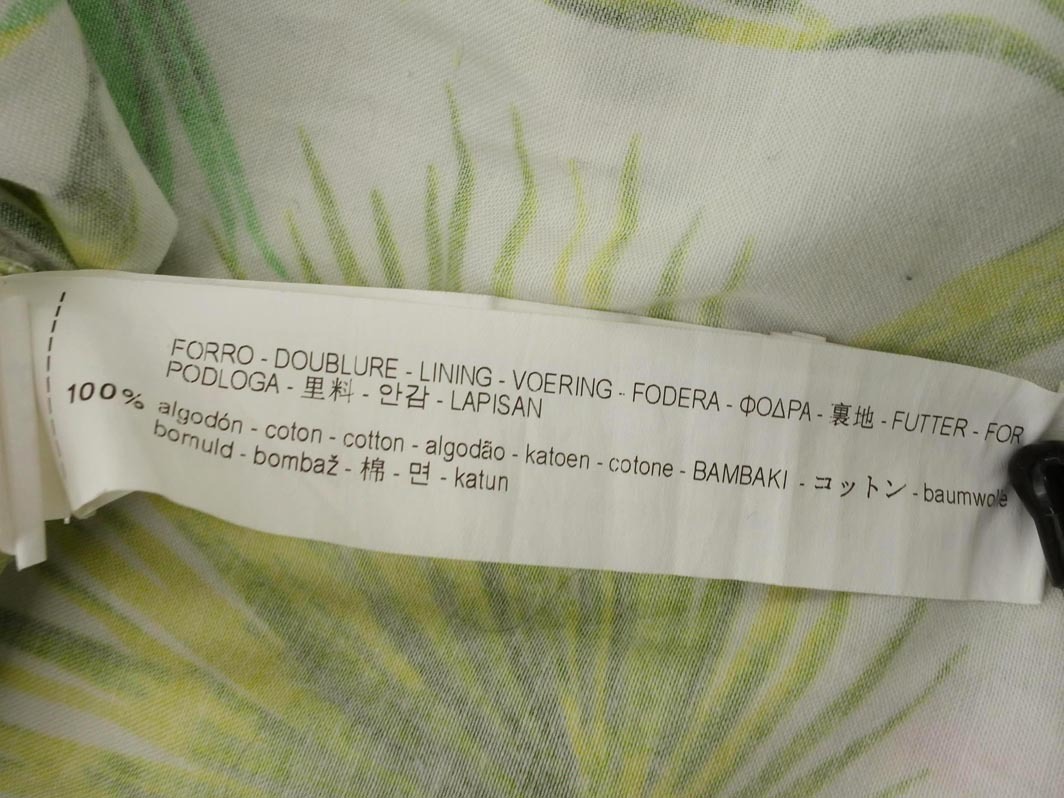 FORRO - DOUBLURE - LINING - VOERING - FODERA - ΦΟΔΡΑ - 裏地 - FUTTER - FOR
PODLOGA - 里料 - 안감 - LAPISAN
100% algodón - coton - cotton - algodão - katoen - cotone - BAMBAKI - コットン - baumwolle
bomuld - bombaž - 棉 - 면 - katun